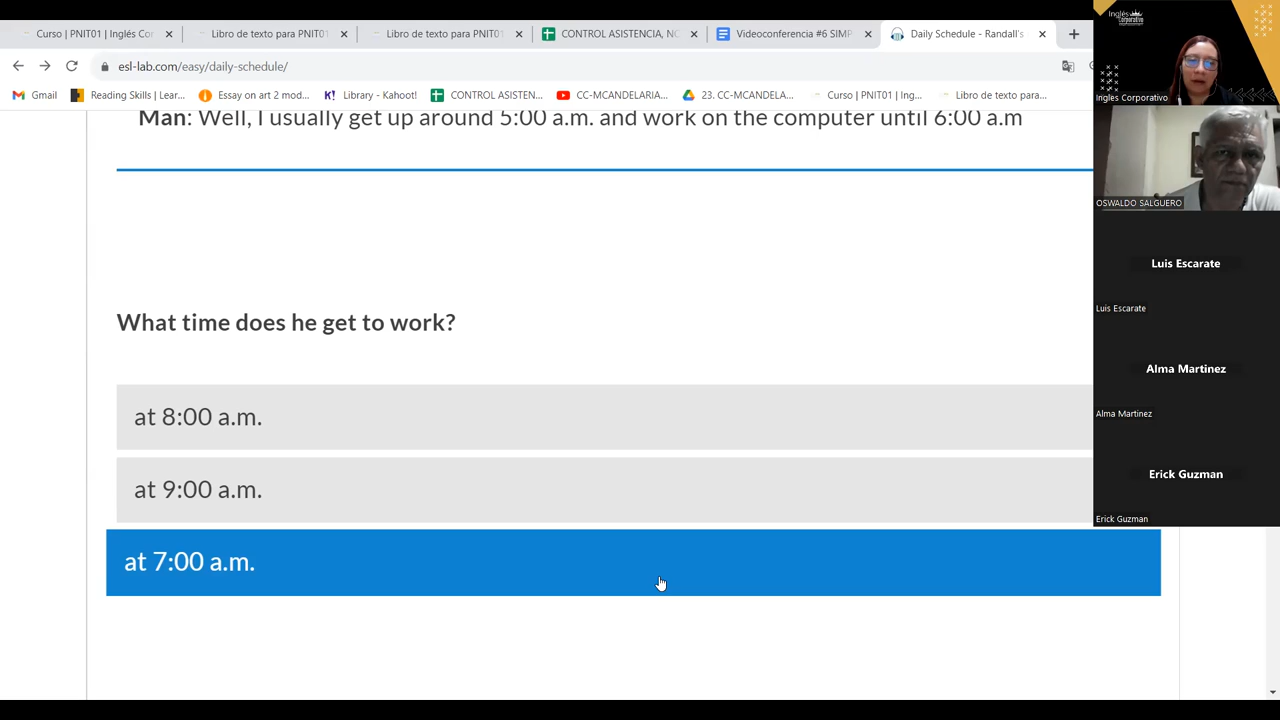 Curso | PNIT01 | Inglés Cor
Libro de texto para PNIT01
Libro de texto para PNIT01
CONTROL ASISTENCIA, NO
Videoconferencia #6 SIMP
Daily Schedule - Randall's
esl-lab.com/easy/daily-schedule/
Gmail
Reading Skills | Lear...
Essay on art 2 mod...
Library - Kahoot!
CONTROL ASISTEN...
CC-MCANDELARIA...
23. CC-MCANDELA...
Curso | PNIT01 | Ing...
Libro de texto para...
Man: Well, I usually get up around 5:00 a.m. and work on the computer until 6:00 a.m
What time does he get to work?
at 8:00 a.m.
at 9:00 a.m.
at 7:00 a.m.
Inglés
Corporativo
Ingles Corporativo
OSWALDO SALGUERO
Luis Escarate
Luis Escarate
Alma Martinez
Alma Martinez
Erick Guzman
Erick Guzman